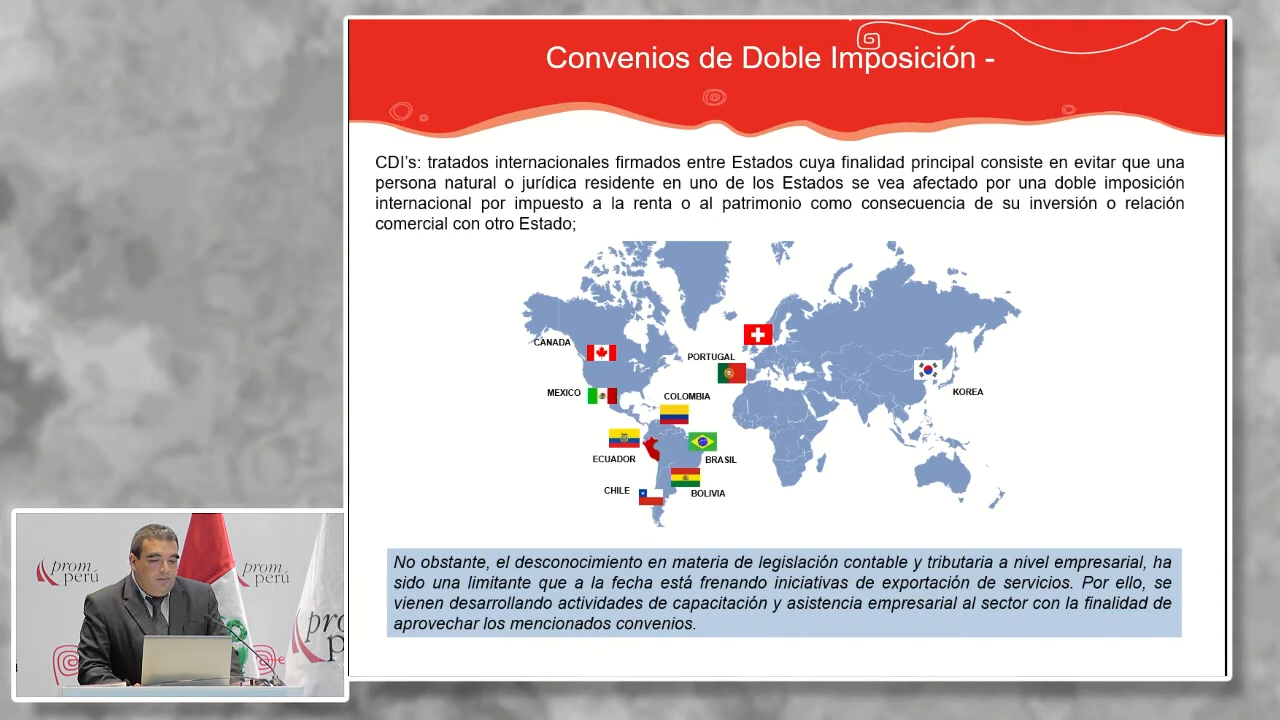 Convenios de Doble Imposición -
CDI's: tratados internacionales firmados entre Estados cuya finalidad principal consiste en evitar que una
persona natural o jurídica residente en uno de los Estados se vea afectado por una doble imposición
internacional por impuesto a la renta o al patrimonio como consecuencia de su inversión o relación
comercial con otro Estado;
CANADA
PORTUGAL
MEXICO
COLOMBIA
KOREA
ECUADOR
BRASIL
CHILE
BOLIVIA
No obstante, el desconocimiento en materia de legislación contable y tributaria a nivel empresarial, ha
sido una limitante que a la fecha está frenando iniciativas de exportación de servicios. Por ello, se
vienen desarrollando actividades de capacitación y asistencia empresarial al sector con la finalidad de
aprovechar los mencionados convenios.
prom
perú
prom
perú